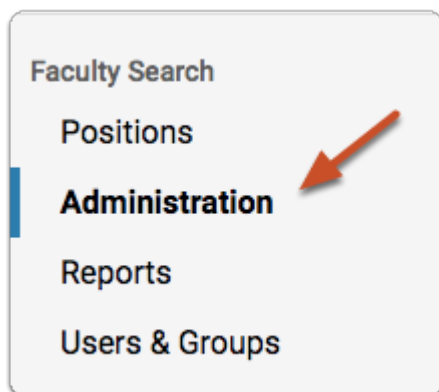 Faculty Search
Positions
Administration
Reports
Users & Groups